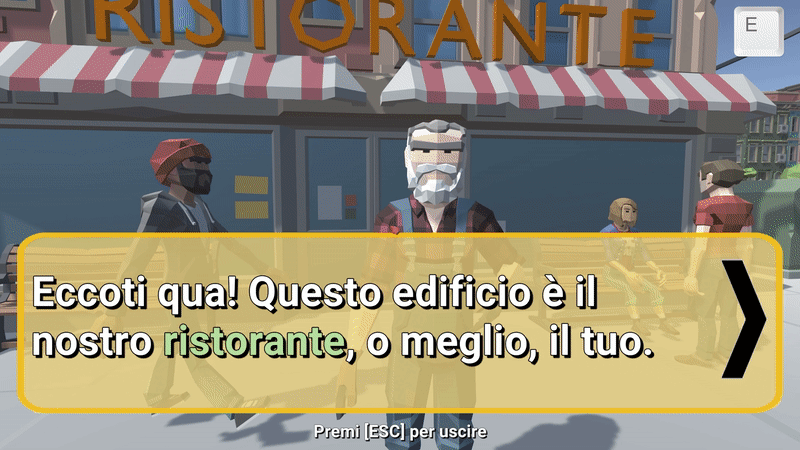 RISTORANTE
E
Eccoti qua! Questo edificio è il
nostro ristorante, o meglio, il tuo.
Premi [ESC] per uscire